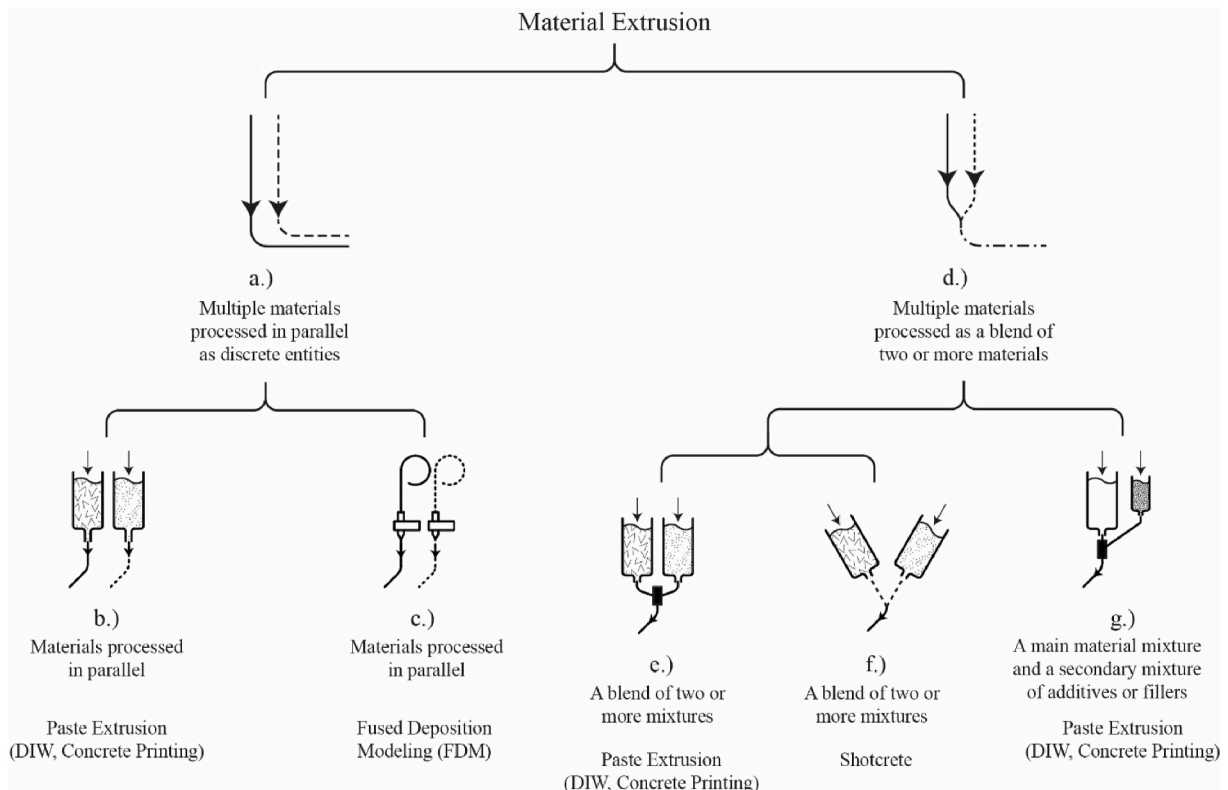 Material Extrusion
a.)
Multiple materials
processed in parallel
as discrete entities
d.)
Multiple materials
processed as a blend of
two or more materials
b.)
Materials processed
in parallel
Paste Extrusion
(DIW, Concrete Printing)
c.)
Materials processed
in parallel
Fused Deposition
Modeling (FDM)
e.)
A blend of two or
more mixtures
Paste Extrusion
(DIW, Concrete Printing)
f.)
A blend of two or
more mixtures
Shotcrete
g.)
A main material mixture
and a secondary mixture
of additives or fillers
Paste Extrusion
(DIW, Concrete Printing)